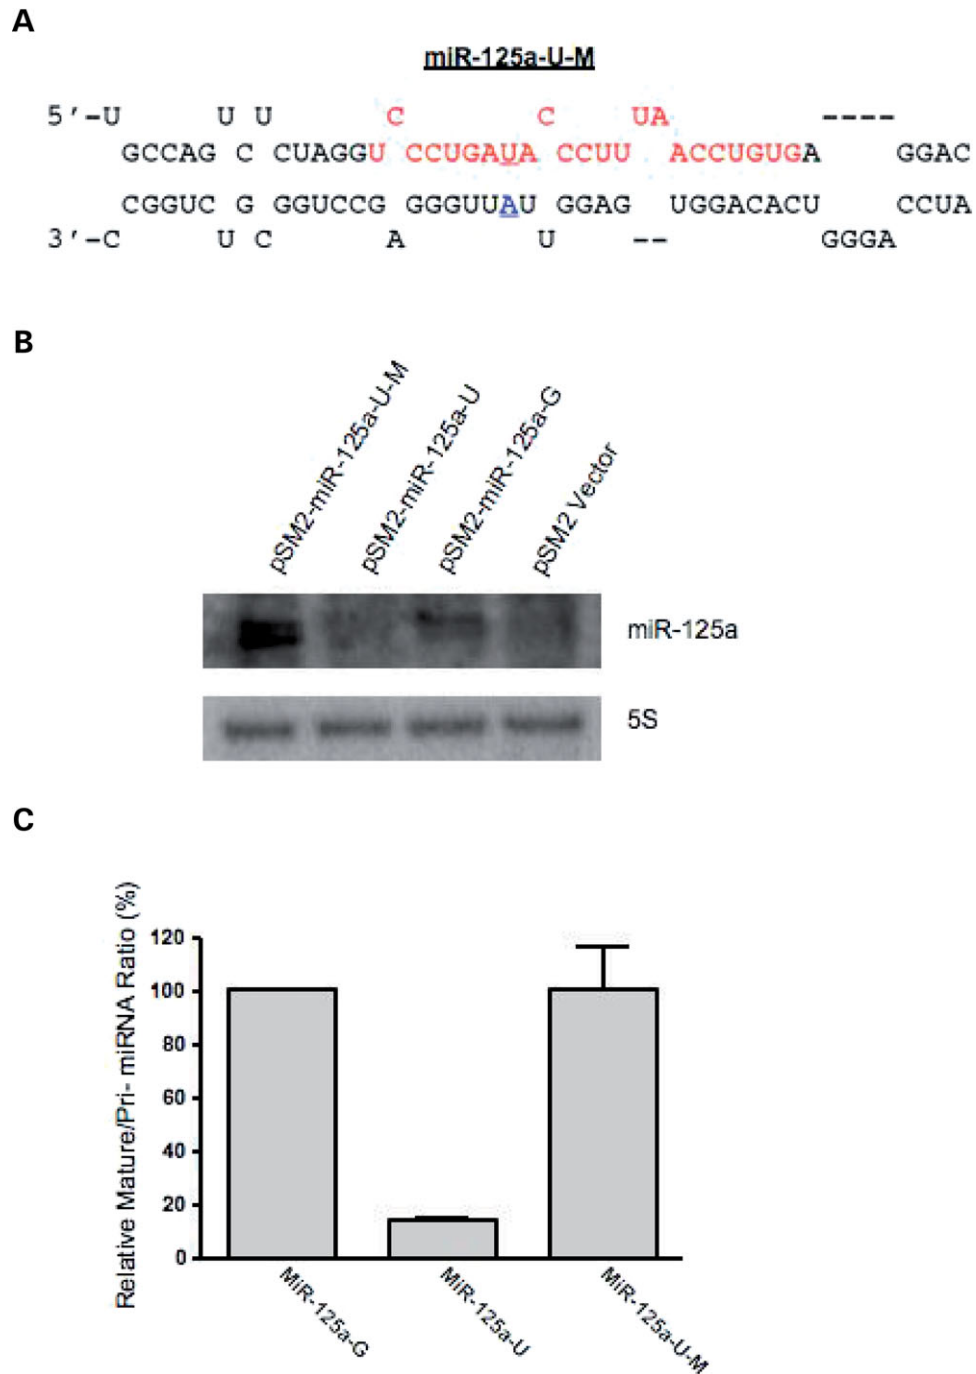 A
miR-125a-U-M
5'-U U U C C UA ----
GCCAG C CUAGGU CCUGAUA CCUU ACCUGUGA GGAC
CGGUC G GGUCCG GGGUUAU GGAG UGGACACU CCUA
3'-C U C A U -- GGGA
B
pSM2-miR-125a-U-M
pSM2-miR-125a-U
pSM2-miR-125a-G
pSM2 Vector
miR-125a
5S
C
Relative Mature/Pri- miRNA Ratio (%)
120
100
80
60
40
20
0
MiR-125a-G
MiR-125a-U
MiR-125a-U-M